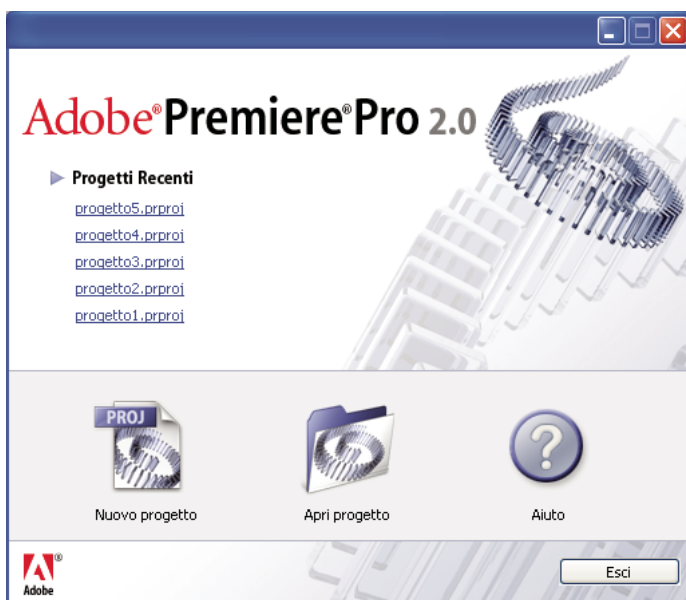 Adobe® Premiere® Pro 2.0
Progetti Recenti
progetto5.prproj
progetto4.prproj
progetto3.prproj
progetto2.prproj
progetto1.prproj
PROJ
Nuovo progetto
Apri progetto
?
Aiuto
®
Adobe
Esci